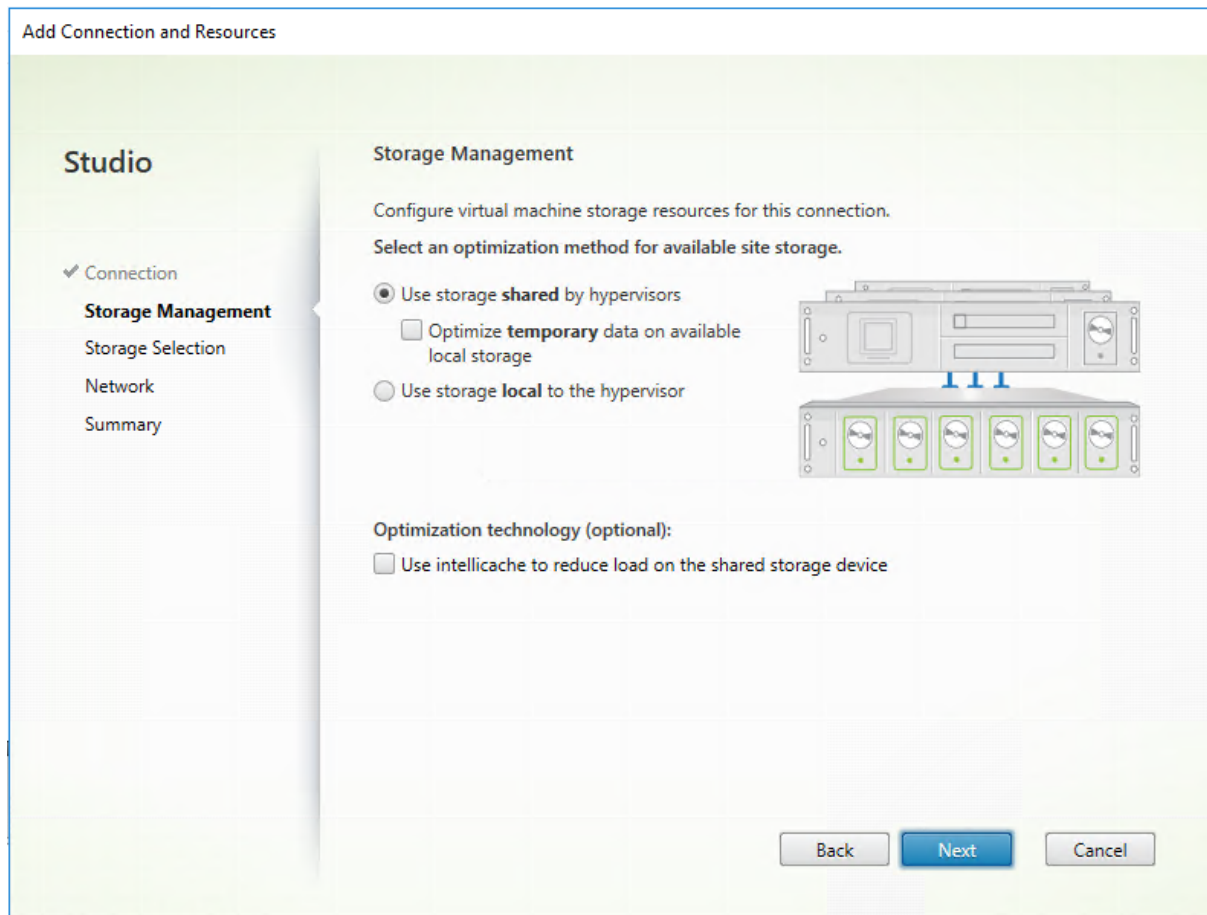 Add Connection and Resources
Studio
Connection
Storage Management
Storage Selection
Network
Summary
Storage Management
Configure virtual machine storage resources for this connection.
Select an optimization method for available site storage.
Use storage shared by hypervisors
Optimize temporary data on available
local storage
Use storage local to the hypervisor
Optimization technology (optional):
Use intellicache to reduce load on the shared storage device
Back
Next
Cancel